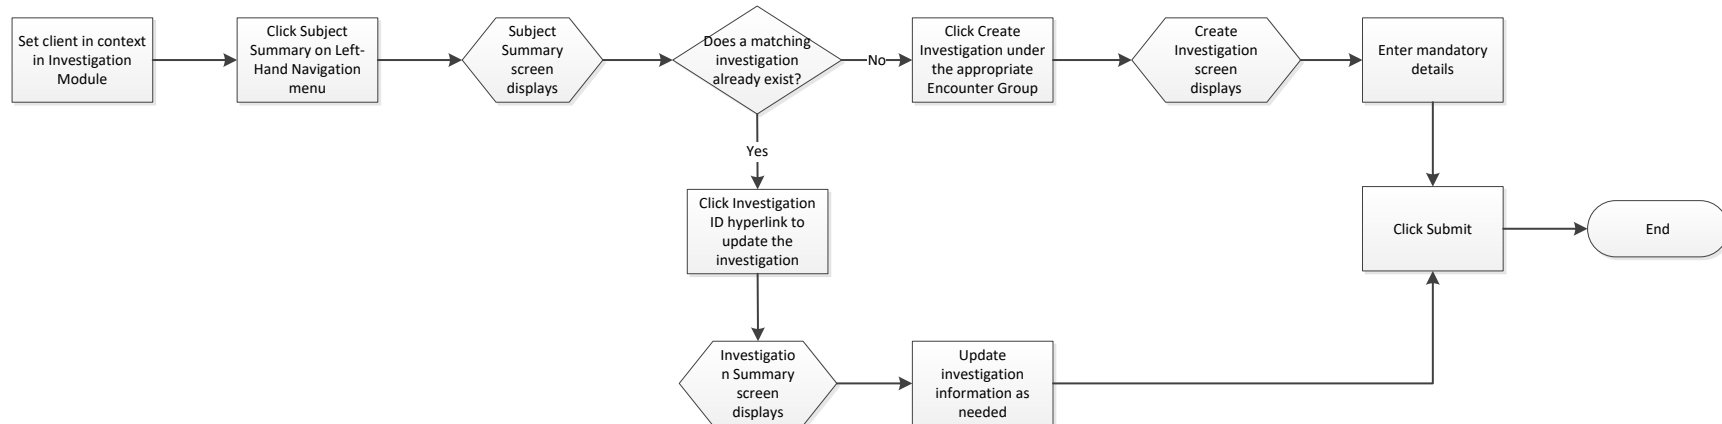 Set client in context
in Investigation
Module
Click Subject
Summary on Left-
Hand Navigation
menu
Subject
Summary
screen
displays
Does a matching
investigation
already exist?
No
Click Create
Investigation under
the appropriate
Encounter Group
Create
Investigation
screen
displays
Enter mandatory
details
Yes
Click Investigation
ID hyperlink to
update the
investigation
Click Submit
End
Investigatio
n Summary
screen
displays
Update
investigation
information as
needed